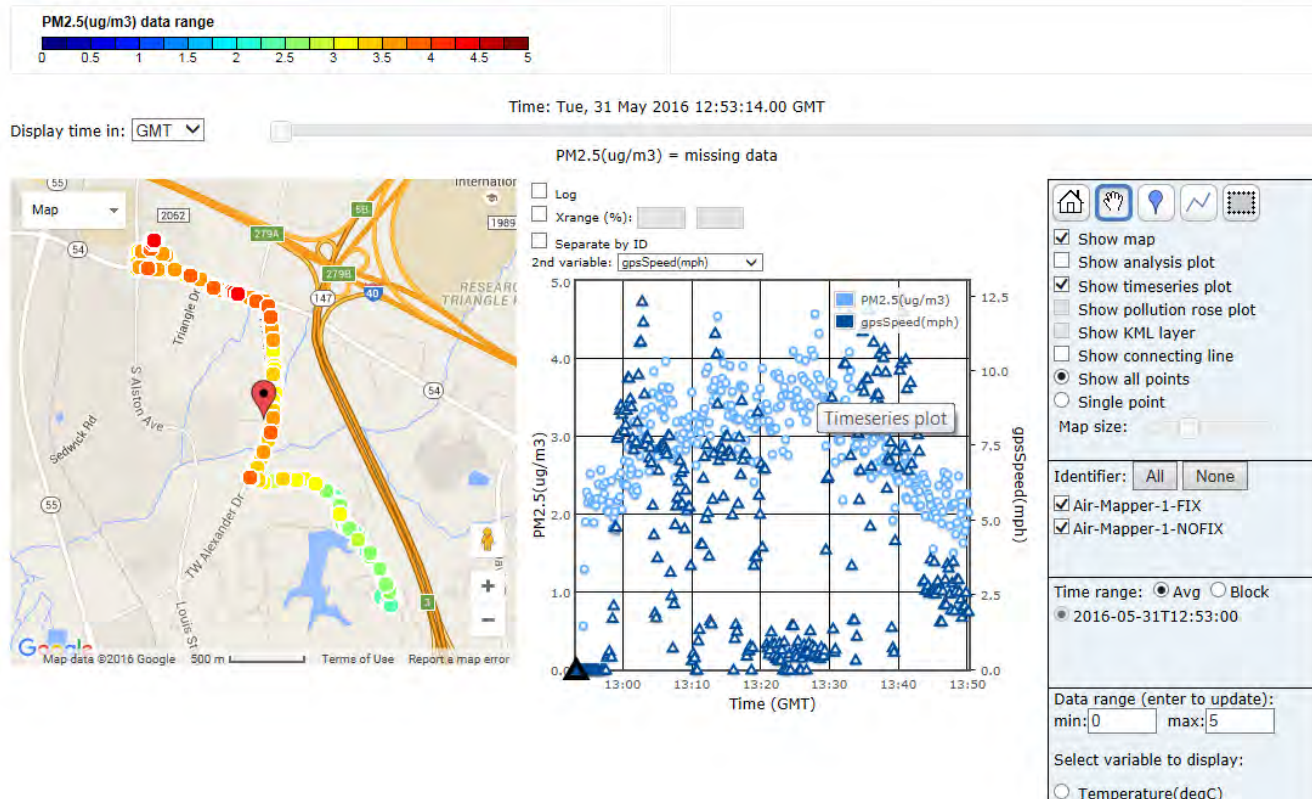 PM2.5(ug/m3) data range
0 0.5 1 1.5 2 2.5 3 3.5 4 4.5 5
Time: Tue, 31 May 2016 12:53:14.00 GMT
Display time in: GMT
PM2.5(ug/m3) = missing data
Map
55
2062
54
279A
5B
279B
147
40
Internation
1989
RESEARC
TRIANGLE
Triangle Dr
S Alston Ave
54
Sedwick Rd
55
TW Alexander Dr
Louis St
3
+
−
Google
Map data ©2016 Google 500 m Terms of Use Report a map error
Log
Xrange (%):
Separate by ID
2nd variable: gpsSpeed(mph)
PM2.5(ug/m3)
gpsSpeed(mph)
Timeseries plot
5.0
4.0
3.0
2.0
1.0
0.0
PM2.5(ug/m3)
12.5
10.0
7.5
5.0
2.5
0.0
gpsSpeed(mph)
13:00 13:10 13:20 13:30 13:40 13:50
Time (GMT)
Show map
Show analysis plot
Show timeseries plot
Show pollution rose plot
Show KML layer
Show connecting line
Show all points
Single point
Map size:
Identifier: All None
Air-Mapper-1-FIX
Air-Mapper-1-NOFIX
Time range: Avg Block
2016-05-31T12:53:00
Data range (enter to update):
min: 0 max: 5
Select variable to display:
Temperature(degC)